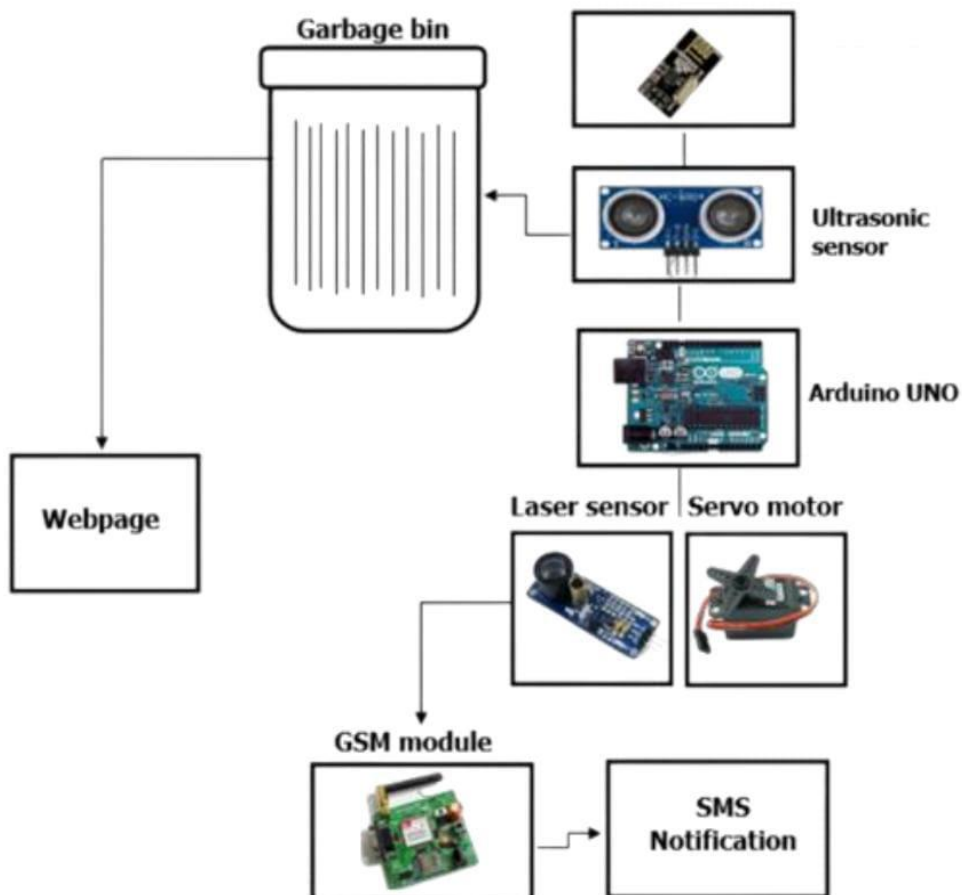 Garbage bin
Ultrasonic
sensor
Arduino UNO
Webpage
Laser sensor
Servo motor
GSM module
SMS
Notification